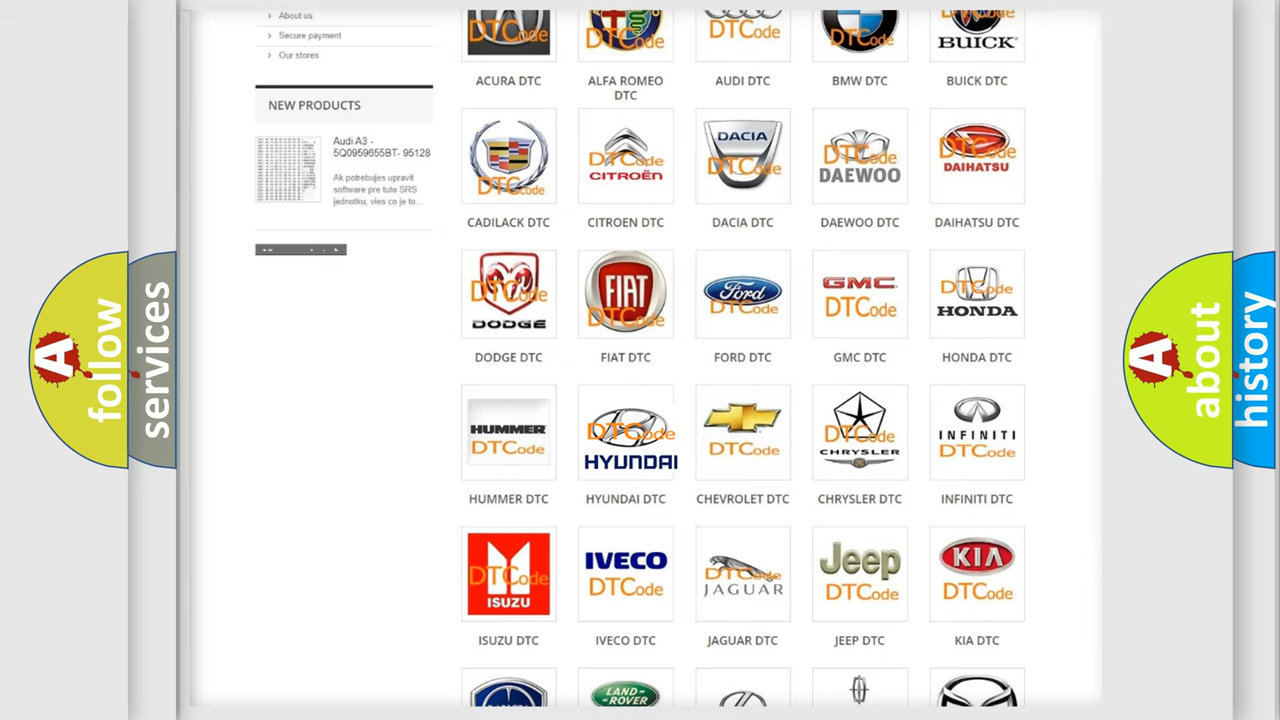 About us
Secure payment
Our stores
NEW PRODUCTS
Audi A3 -
5Q0959655BT- 95128
Ak potrebujes upravit
software pre tuto SRS
jednotku, vies co je to...
DTCode
DTCode
DTCode
DTCode
BUICK
ACURA DTC
ALFA ROMEO
DTC
AUDI DTC
BMW DTC
BUICK DTC
DTCode
DTCode
CITROËN
DACIA
DTCode
DTCode
DAEWOO
DTCode
DAIHATSU
CADILACK DTC
CITROEN DTC
DACIA DTC
DAEWOO DTC
DAIHATSU DTC
DTCode
DODGE
FIAT
DTCode
Ford
DTCode
GMC
DTCode
DTCode
HONDA
DODGE DTC
FIAT DTC
FORD DTC
GMC DTC
HONDA DTC
HUMMER
DTCode
DTCode
HYUNDAI
DTCode
DTCode
CHRYSLER
INFINITI
DTCode
HUMMER DTC
HYUNDAI DTC
CHEVROLET DTC
CHRYSLER DTC
INFINITI DTC
DTCode
ISUZU
IVECO
DTCode
DTCode
JAGUAR
Jeep
DTCode
KIA
DTCode
ISUZU DTC
IVECO DTC
JAGUAR DTC
JEEP DTC
KIA DTC
LAND-
ROVER
A
follow
services
A
about
history